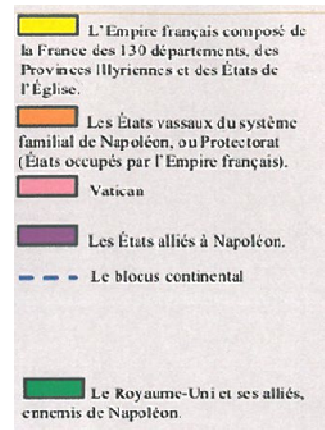 L'Empire français composé de
la France des 130 départements, des
Provinces Illyriennes et des États de
l'Église.
Les États vassaux du système
familial de Napoléon, ou Protectorat
(États occupés par l'Empire français).
Vatican
Les États alliés à Napoléon.
Le blocus continental
Le Royaume-Uni et ses alliés,
ennemis de Napoléon.